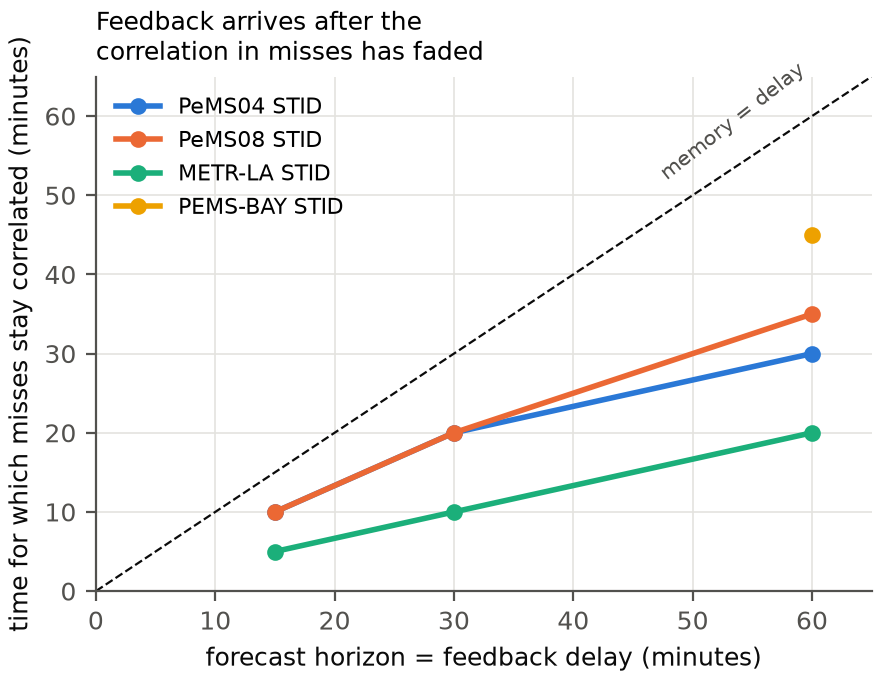 Feedback arrives after the
correlation in misses has faded
time for which misses stay correlated (minutes)
60
50
40
30
20
10
0
PeMS04 STID
PeMS08 STID
METR-LA STID
PEMS-BAY STID
memory = delay
0 10 20 30 40 50 60
forecast horizon = feedback delay (minutes)